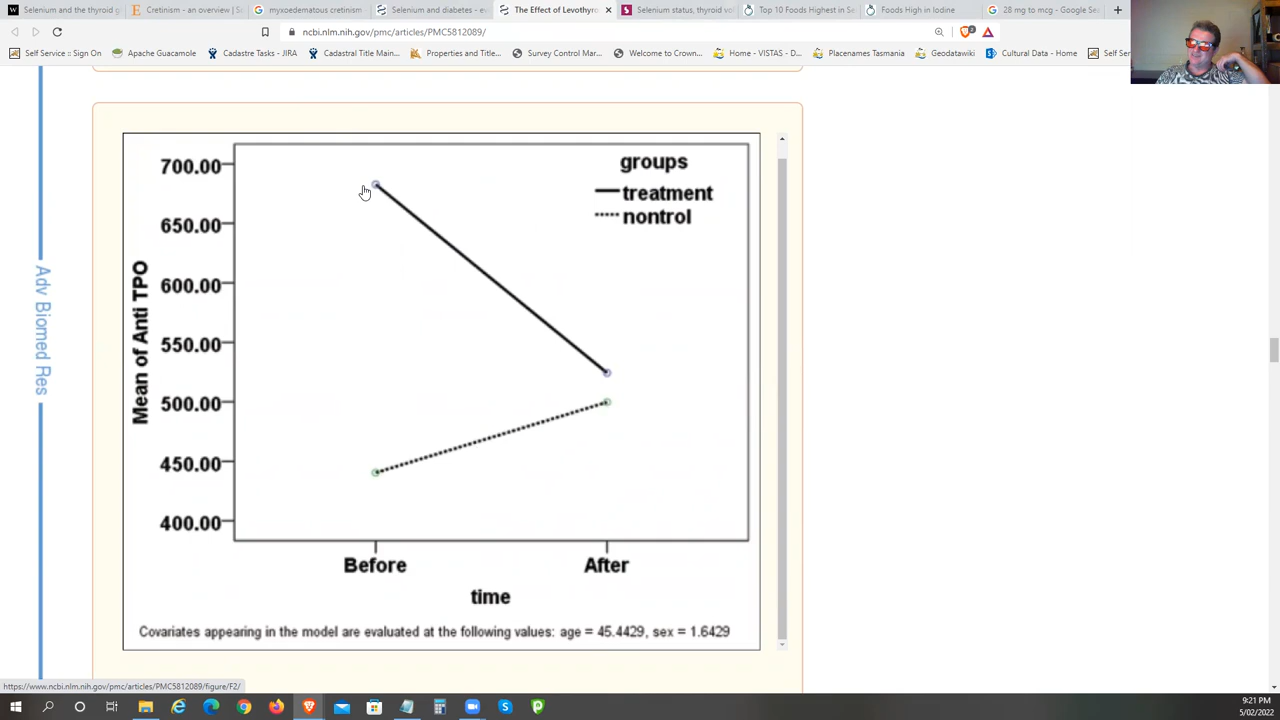 Selenium and the thyroid g
Cretinism - an overview | S
myxoedematous cretinism
Selenium and diabetes - ev
The Effect of Levothyro
Selenium status, thyroid vo
Top 10 Foods Highest in Se
Foods High in Iodine
28 mg to mcg - Google Sea
ncbi.nlm.nih.gov/pmc/articles/PMC5812089/
Self Service :: Sign On
Apache Guacamole
Cadastre Tasks - JIRA
Cadastral Title Main...
Properties and Title...
Survey Control Mar...
Welcome to Crown...
Home - VISTAS - D...
Geodatawiki
Placenames Tasmania
Cultural Data - Home
Self Ser
Adv Biomed Res
700.00
650.00
600.00
550.00
500.00
450.00
400.00
Mean of Anti TPO
groups
treatment
nontrol
Before
After
time
Covariates appearing in the model are evaluated at the following values: age = 45.4429, sex = 1.6429
https://www.ncbi.nlm.nih.gov/pmc/articles/PMC5812089/figure/F2/
9:21 PM
5/02/2022